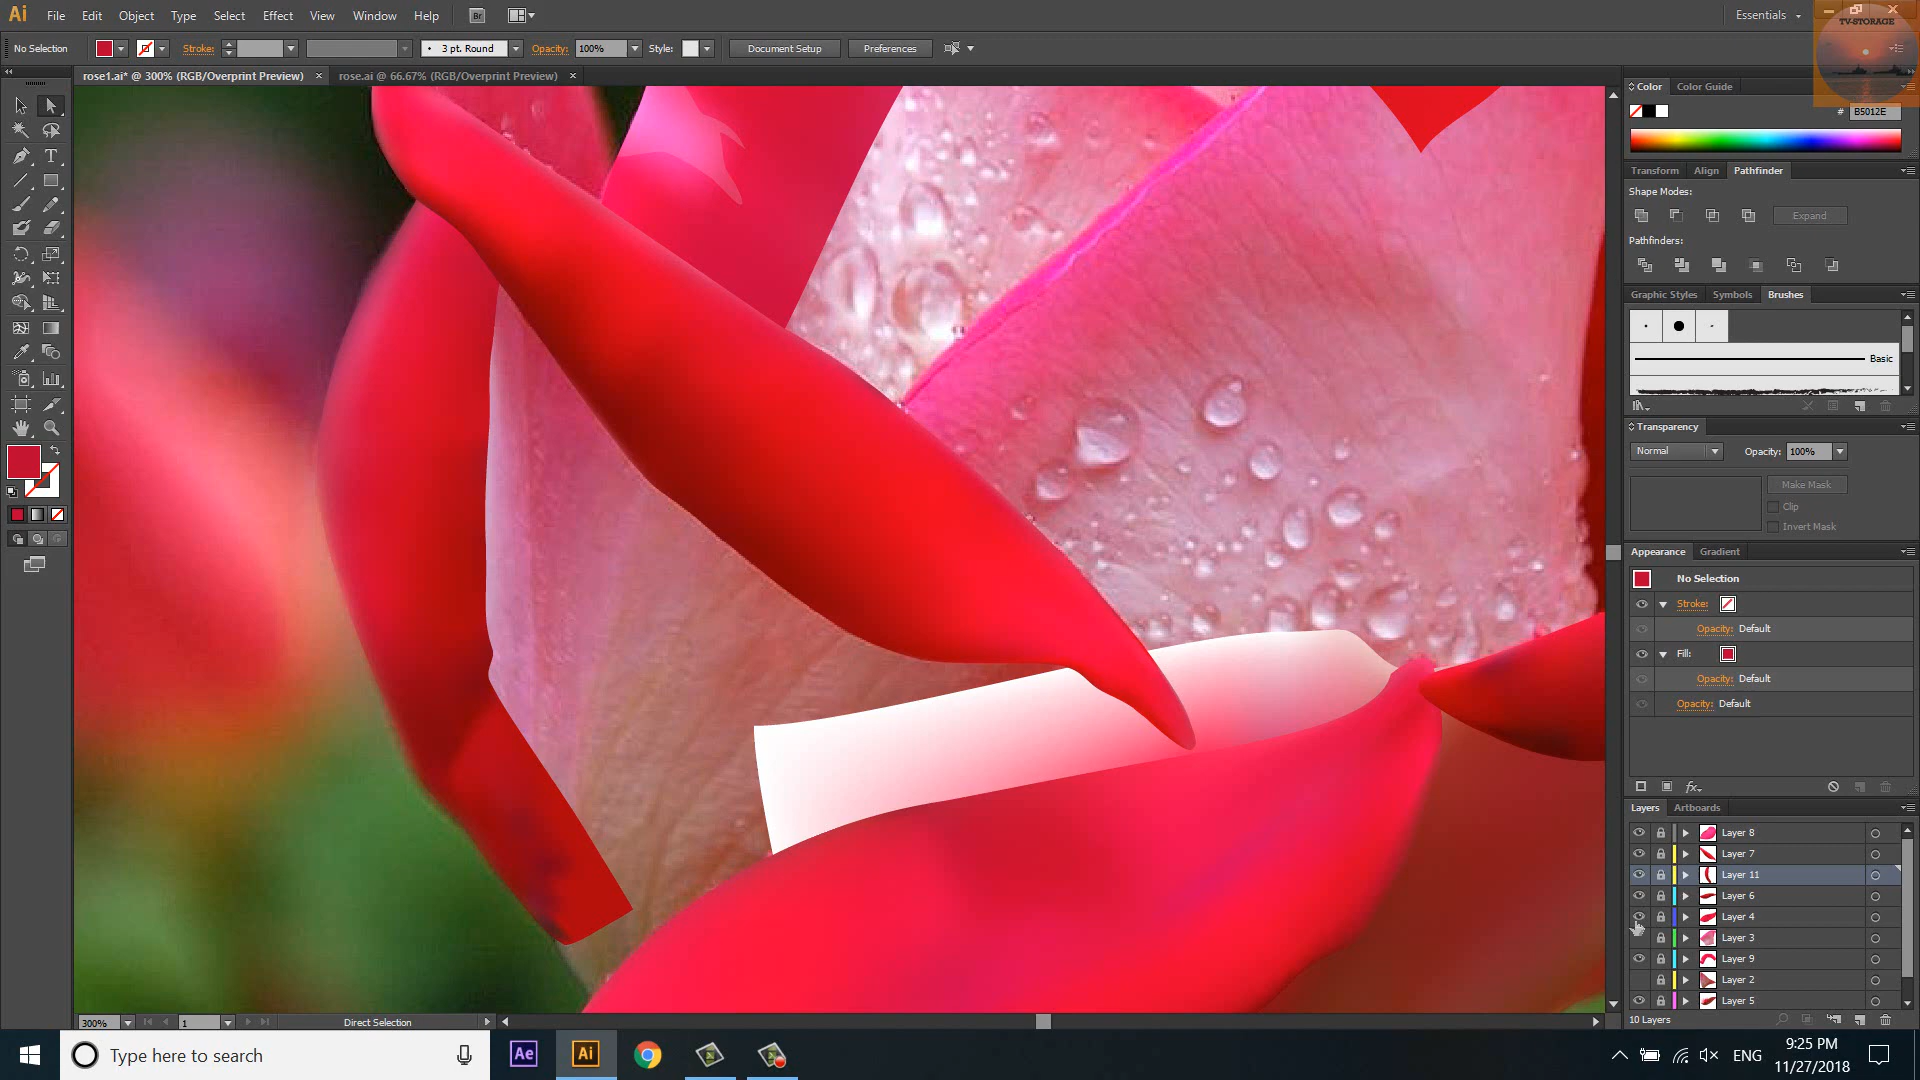 Ai File Edit Object Type Select Effect View Window Help Br Essentials
TV-STORAGE
No Selection Stroke: 3 pt. Round Opacity: 100% Style: Document Setup Preferences
rose1.ai* @ 300% (RGB/Overprint Preview) × rose.ai @ 66.67% (RGB/Overprint Preview) ×
Color Color Guide
# B5012E
Transform Align Pathfinder
Shape Modes:
Expand
Pathfinders:
Graphic Styles Symbols Brushes
Basic
Transparency
Normal Opacity: 100%
Make Mask
Clip
Invert Mask
Appearance Gradient
No Selection
Stroke:
Opacity: Default
Fill:
Opacity: Default
Opacity: Default
fx
Layers Artboards
Layer 8
Layer 7
Layer 11
Layer 6
Layer 4
Layer 3
Layer 9
Layer 2
Layer 5
10 Layers
300% 1 Direct Selection
Type here to search
Ae Ai
ENG
9:25 PM
11/27/2018